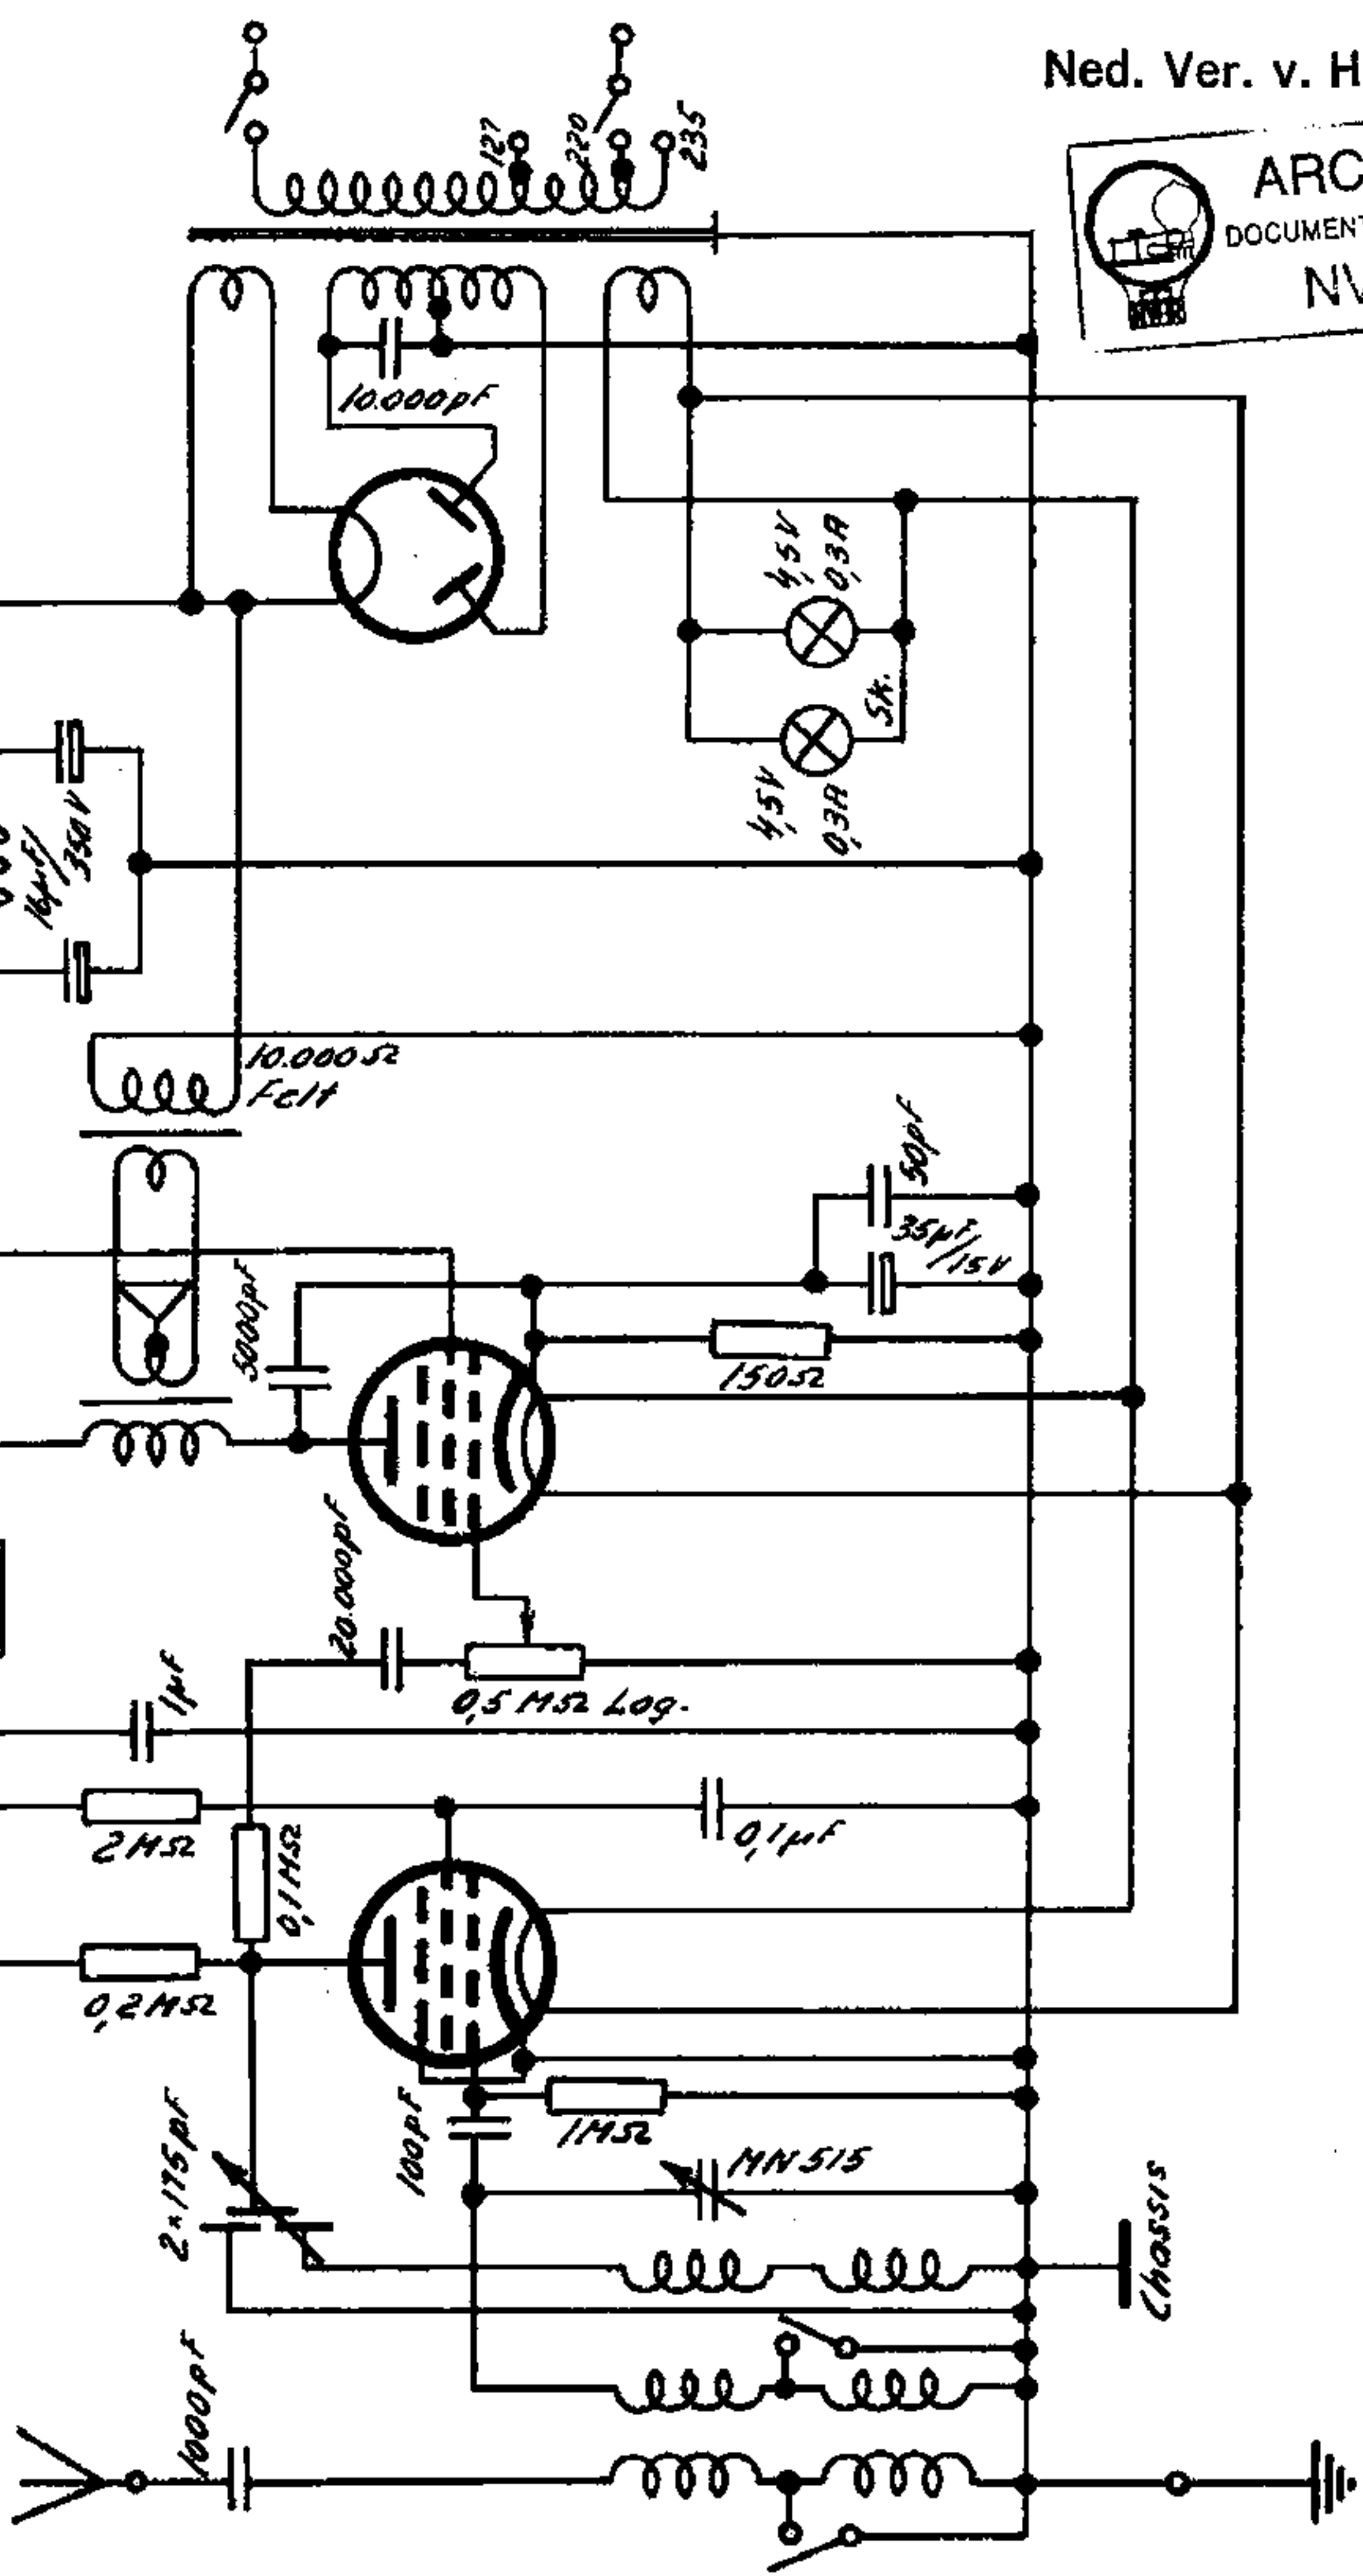 Ned. Ver. v. H
ARC
DOCUMENT
NV
127
220
235
10.000pF
4,5V
0,3A
Sk.
4,5V
0,3A
16µF/
350V
10.000Ω
Felt
50pF
35µF
/15V
5000pF
150Ω
20.000pF
0,5MΩ Log.
1µF
2MΩ
0,1MΩ
0,1µF
0,2MΩ
100pF
1MΩ
2x175pF
MN515
Chassis
1000pF